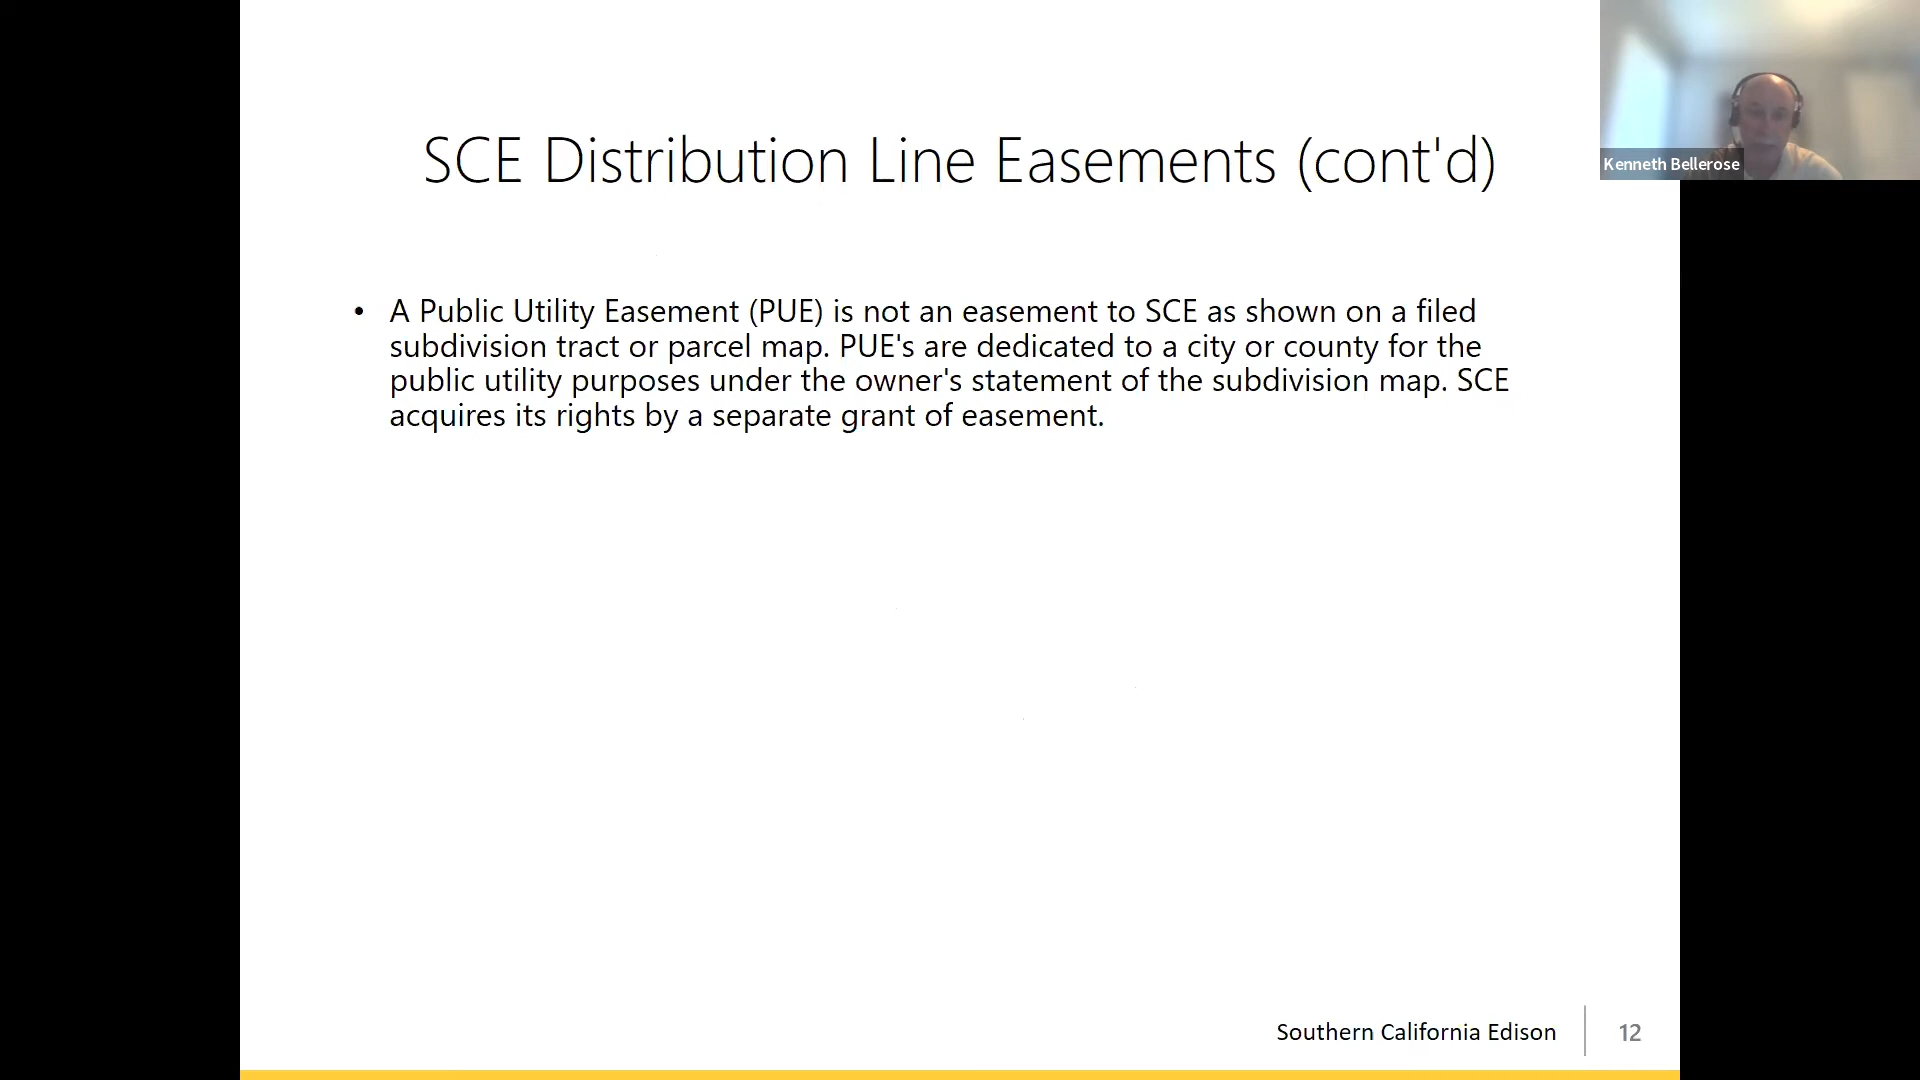 SCE Distribution Line Easements (cont'd)
Kenneth Bellerose
• A Public Utility Easement (PUE) is not an easement to SCE as shown on a filed
subdivision tract or parcel map. PUE's are dedicated to a city or county for the
public utility purposes under the owner's statement of the subdivision map. SCE
acquires its rights by a separate grant of easement.
Southern California Edison
12